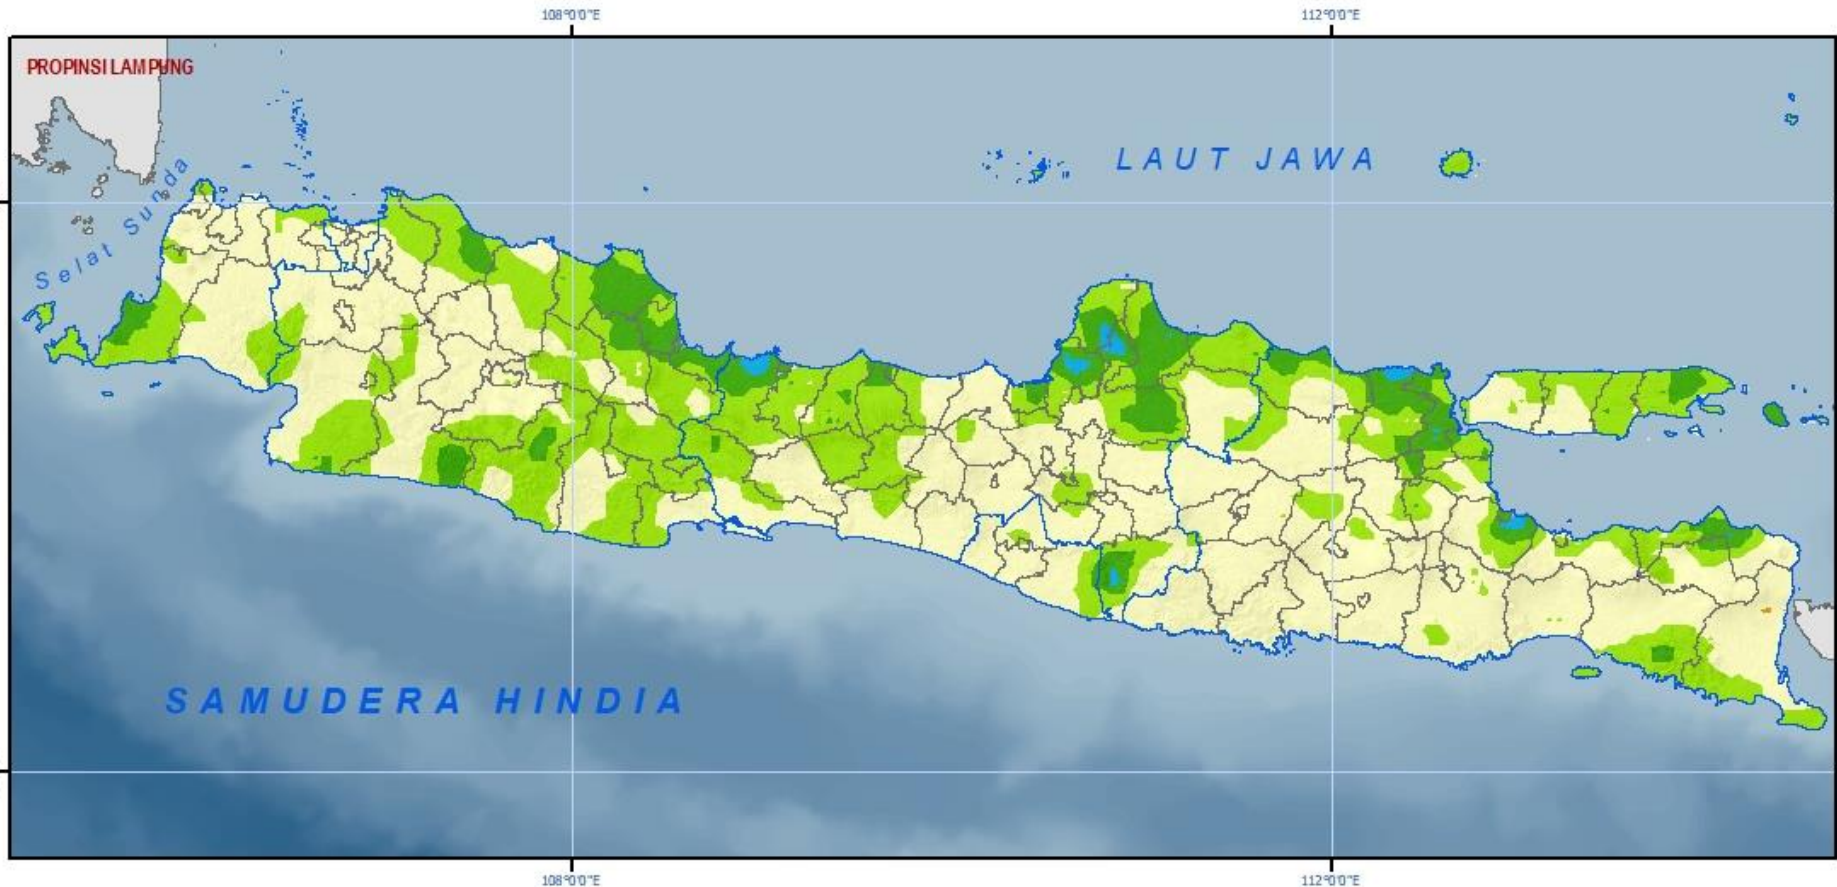 108°0'0"E 112°0'0"E
PROPINSI LAMPUNG
LAUT JAWA
Selat Sunda
SAMUDERA HINDIA
108°0'0"E 112°0'0"E